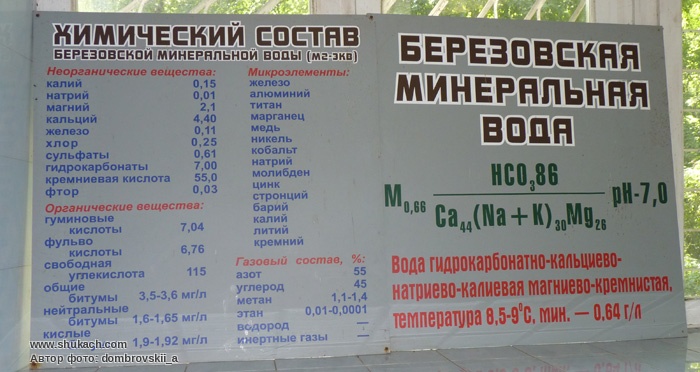 ХИМИЧЕСКИЙ СОСТАВ
БЕРЕЗОВСКОЙ МИНЕРАЛЬНОЙ ВОДЫ (мг-экв)
Неорганические вещества:
калий 0,15
натрий 0,01
магний 2,1
кальций 4,40
железо 0,11
хлор 0,25
сульфаты 0,61
гидрокарбонаты 7,00
кремниевая кислота 55,0
фтор 0,03
Органические вещества:
гуминовые
кислоты 7,04
фульво
кислоты 6,76
свободная
углекислота 115
общие
битумы 3,5-3,6 мг/л
нейтральные
битумы 1,6-1,65 мг/л
кислые
1,9-1,92 мг/л
Микроэлементы:
железо
алюминий
титан
марганец
медь
никель
кобальт
натрий
молибден
цинк
стронций
барий
калий
литий
кремний
Газовый состав, %:
азот 55
углерод 45
метан 1,1-1,4
этан 0,01-0,0001
водород —
инертные газы —
БЕРЕЗОВСКАЯ
МИНЕРАЛЬНАЯ
ВОДА
HCO₃86
M₀,₆₆ pH-7,0
Ca₄₄(Na+K)₃₀Mg₂₆
Вода гидрокарбонатно-кальциево-
натриево-калиевая магниево-кремнистая,
температура 8,5-9⁰С, мин. — 0,64 г/л
www.shukach.com
Автор фото: dombrovskii_a